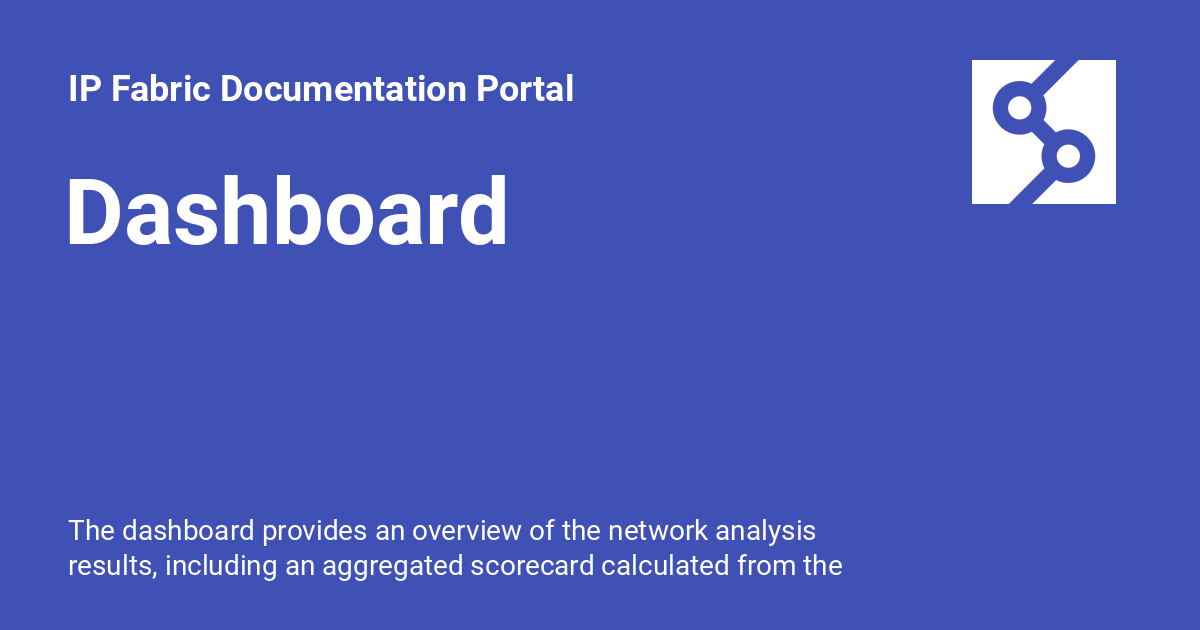 IP Fabric Documentation Portal
Dashboard
The dashboard provides an overview of the network analysis
results, including an aggregated scorecard calculated from the